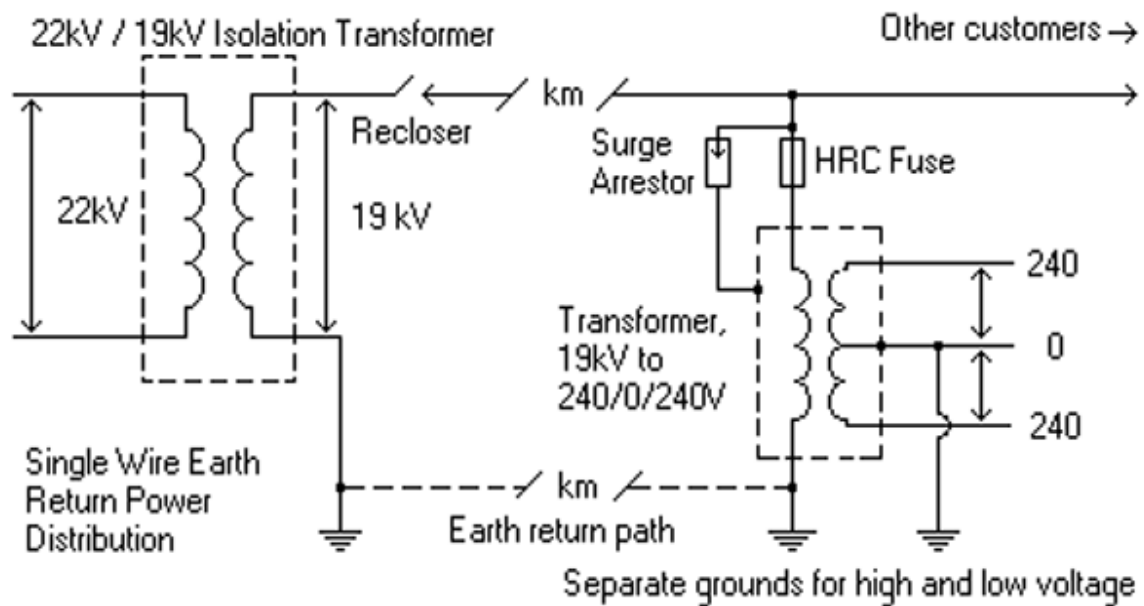 22kV / 19kV Isolation Transformer
Other customers →
km
Recloser
Surge
Arrestor
HRC Fuse
22kV
19 kV
240
Transformer,
19kV to
240/0/240V
0
240
Single Wire Earth
Return Power
Distribution
km
Earth return path
Separate grounds for high and low voltage